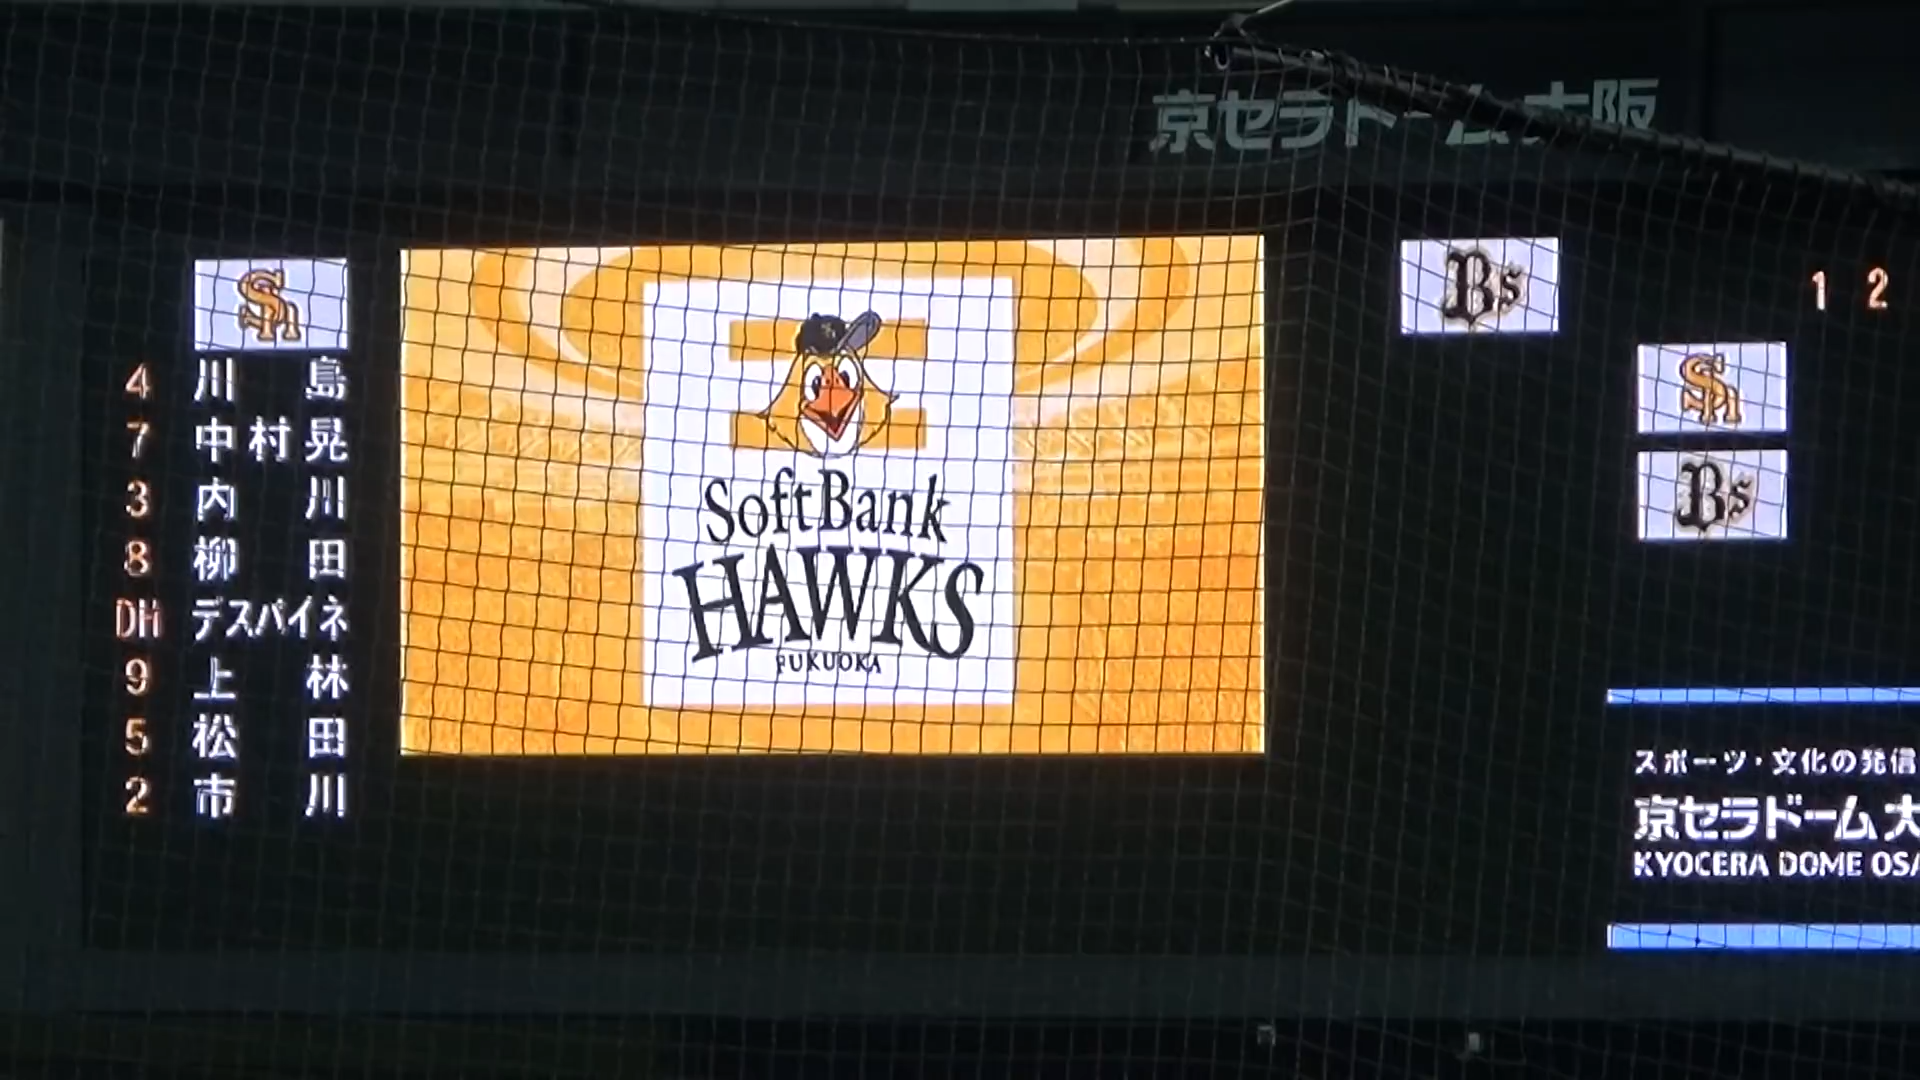 京セラドーム大阪
SH
4 川島
7 中村晃
3 内川
8 柳田
DH デスパイネ
9 上林
5 松田
2 市川
SoftBank
HAWKS
FUKUOKA
Bs
1 2
SH
Bs
スポーツ・文化の発信
京セラドーム 大
KYOCERA DOME OSA